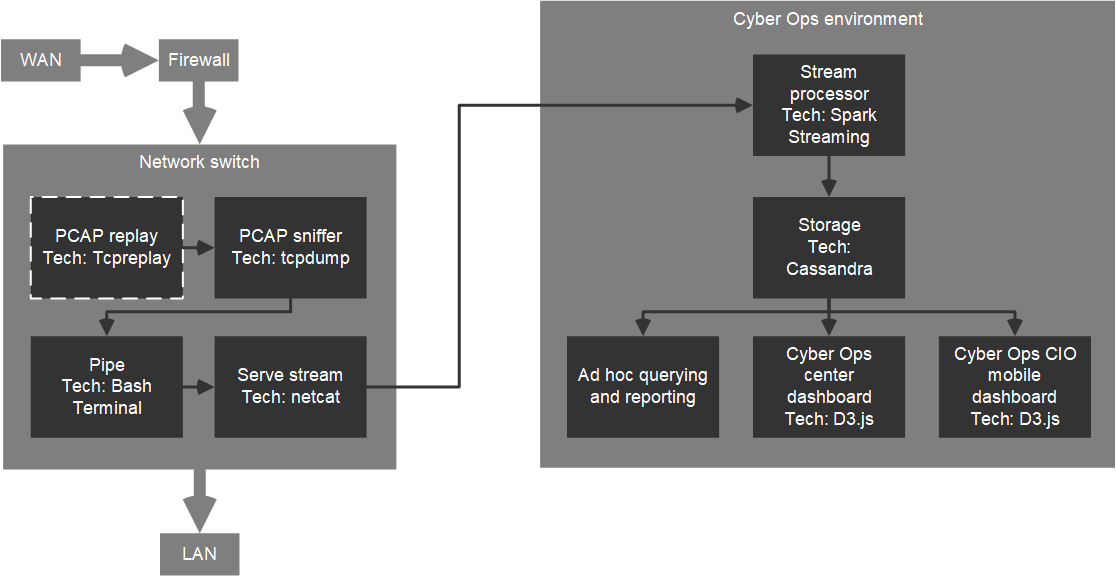 Cyber Ops environment
WAN
Firewall
Stream
processor
Tech: Spark
Streaming
Network switch
PCAP replay
Tech: Tcpreplay
PCAP sniffer
Tech: tcpdump
Storage
Tech:
Cassandra
Pipe
Tech: Bash
Terminal
Serve stream
Tech: netcat
Ad hoc querying
and reporting
Cyber Ops
center
dashboard
Tech: D3.js
Cyber Ops CIO
mobile
dashboard
Tech: D3.js
LAN